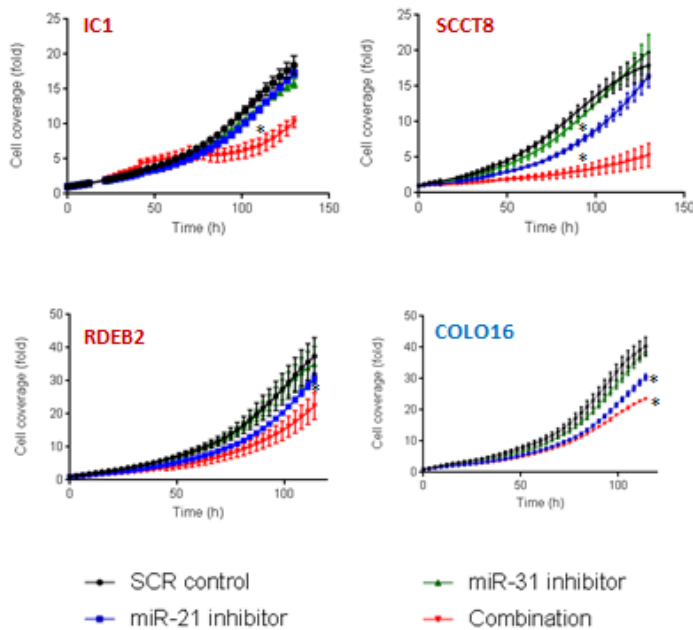 IC1
SCCT8
Cell coverage (fold)
25
20
15
10
5
0
0 50 100 150
Time (h)
*
Cell coverage (fold)
25
20
15
10
5
0
0 50 100 150
Time (h)
*
*
RDEB2
COLO16
Cell coverage (fold)
50
40
30
20
10
0
0 50 100
Time (h)
*
Cell coverage (fold)
50
40
30
20
10
0
0 50 100
Time (h)
*
*
SCR control
miR-31 inhibitor
miR-21 inhibitor
Combination